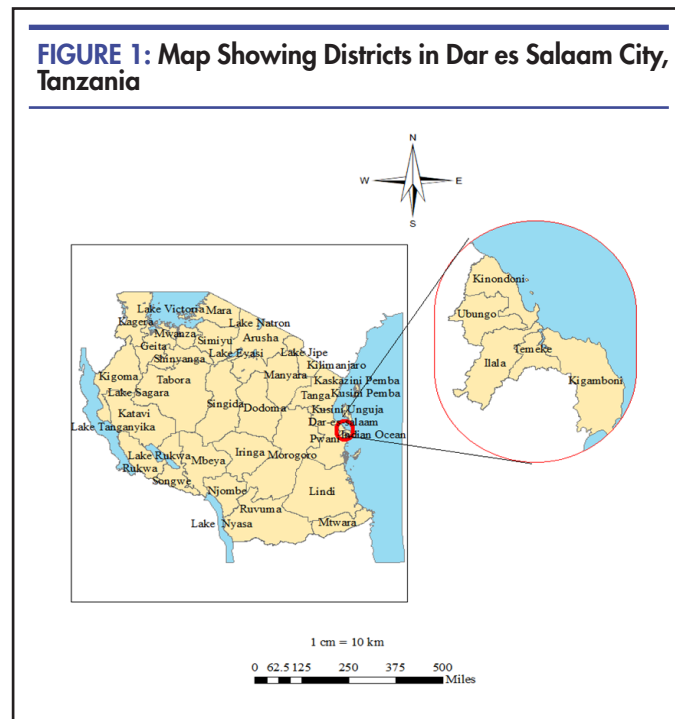 FIGURE 1: Map Showing Districts in Dar es Salaam City,
Tanzania
N
W E
S
Kinondoni
Ubungo
Temeke
Ilala
Kigamboni
Lake Victoria Mara
Kagera
Lake Natron
Mwanza
Simiyu Arusha
Geita
Shinyanga Lake Eyasi Lake Jipe
Kilimanjaro
Kigoma Tabora Manyara Kaskazini Pemba
Lake Sagara Tanga Kusini Pemba
Singida Dodoma
Katavi Kusini Unguja
Lake Tanganyika Dar-es-salaam
Pwani Indian Ocean
Lake Rukwa Mbeya Iringa Morogoro
Rukwa
Songwe
Njombe Lindi
Ruvuma
Lake Nyasa Mtwara
1 cm = 10 km
0 62.5 125 250 375 500
Miles